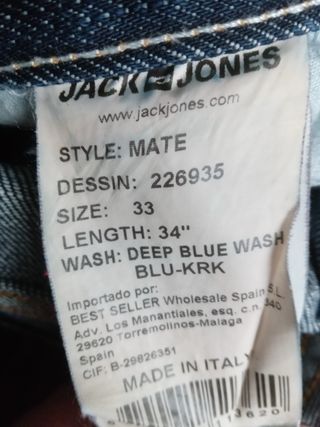 JACK JONES
www.jackjones.com
STYLE: MATE
DESSIN: 226935
SIZE: 33
LENGTH: 34"
WASH: DEEP BLUE WASH
BLU-KRK
Importado por:
BEST SELLER Wholesale Spain S.L.
Adv. Los Manantiales, esq. c.n. 340
29620 Torremolinos-Malaga
Spain
CIF: B-29826351
MADE IN ITALY